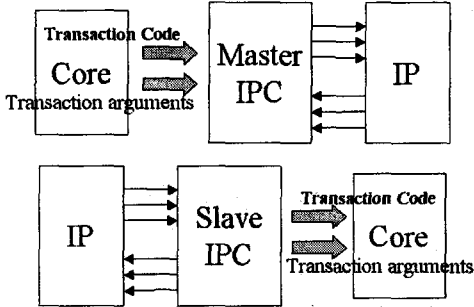 Transaction Code
Core
Transaction arguments
Master
IPC
IP
IP
Slave
IPC
Transaction Code
Core
Transaction arguments